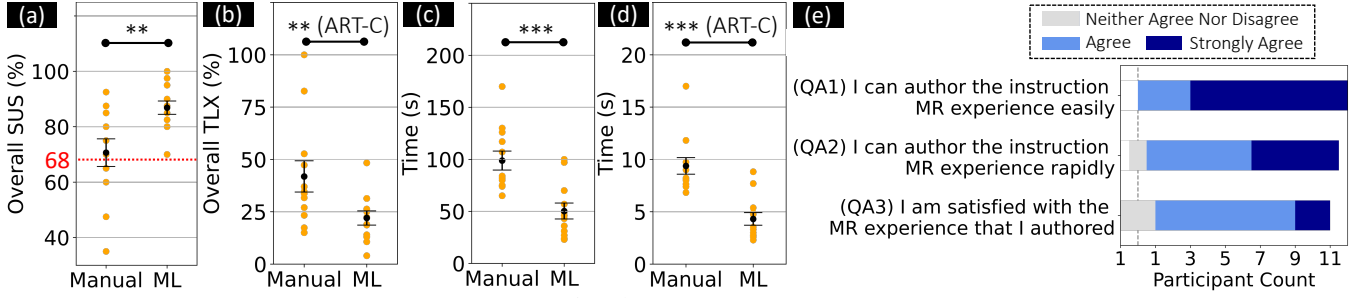 (a)
**
Overall SUS (%)
100
80
68
60
40
Manual ML
(b)
** (ART-C)
Overall TLX (%)
100
75
50
25
0
Manual ML
(c)
***
Time (s)
200
150
100
50
0
Manual ML
(d)
*** (ART-C)
Time (s)
20
15
10
5
0
Manual ML
(e)
Neither Agree Nor Disagree
Agree Strongly Agree
(QA1) I can author the instruction
MR experience easily
(QA2) I can author the instruction
MR experience rapidly
(QA3) I am satisfied with the
MR experience that I authored
1 1 3 5 7 9 11
Participant Count